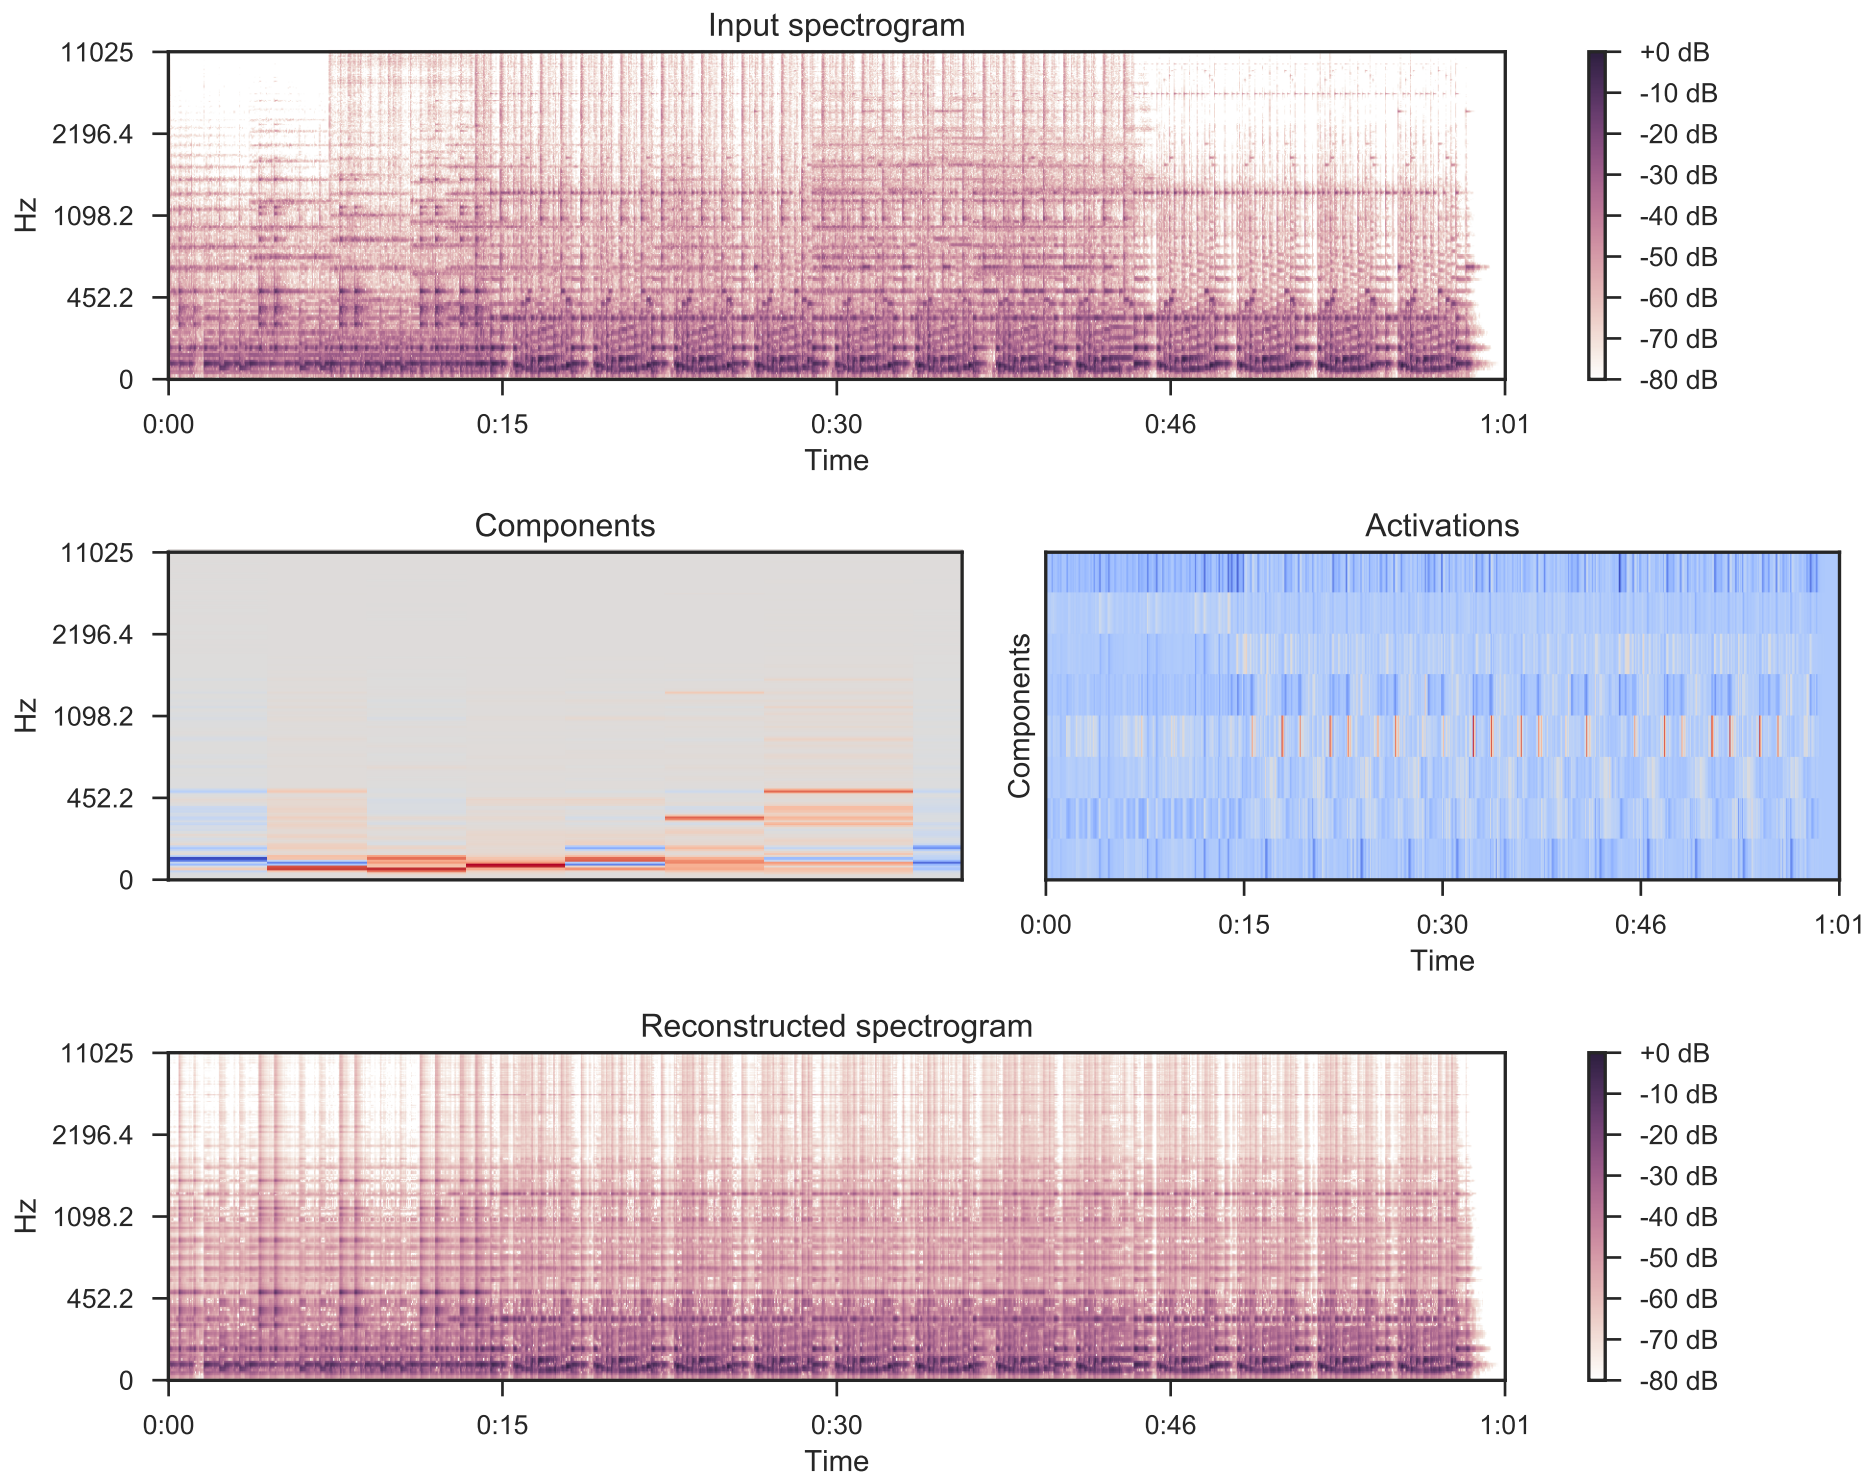 Input spectrogram
11025
2196.4
1098.2
452.2
0
Hz
0:00 0:15 0:30 0:46 1:01
Time
+0 dB
-10 dB
-20 dB
-30 dB
-40 dB
-50 dB
-60 dB
-70 dB
-80 dB
Components
11025
2196.4
1098.2
452.2
0
Hz
Activations
Components
0:00 0:15 0:30 0:46 1:01
Time
Reconstructed spectrogram
11025
2196.4
1098.2
452.2
0
Hz
0:00 0:15 0:30 0:46 1:01
Time
+0 dB
-10 dB
-20 dB
-30 dB
-40 dB
-50 dB
-60 dB
-70 dB
-80 dB